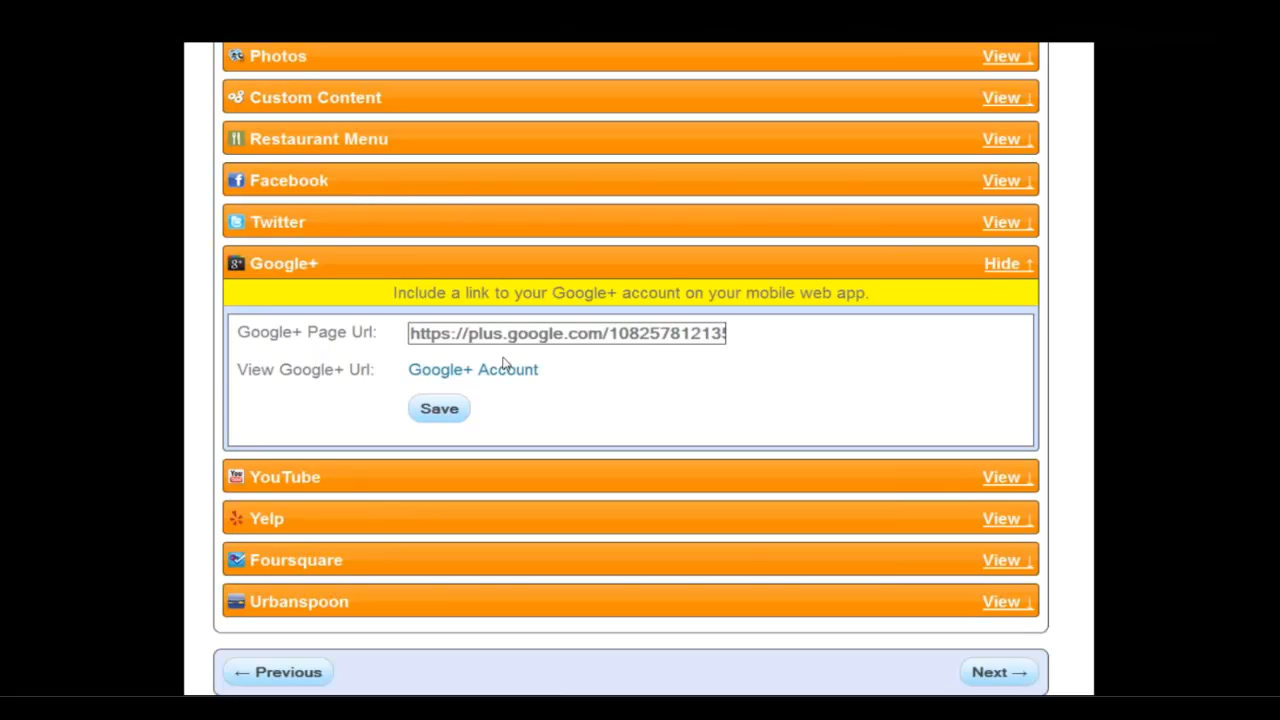 Photos View ↓
Custom Content View ↓
Restaurant Menu View ↓
Facebook View ↓
Twitter View ↓
Google+ Hide ↑
Include a link to your Google+ account on your mobile web app.
Google+ Page Url: https://plus.google.com/10825781213
View Google+ Url: Google+ Account
Save
YouTube View ↓
Yelp View ↓
Foursquare View ↓
Urbanspoon View ↓
← Previous Next →